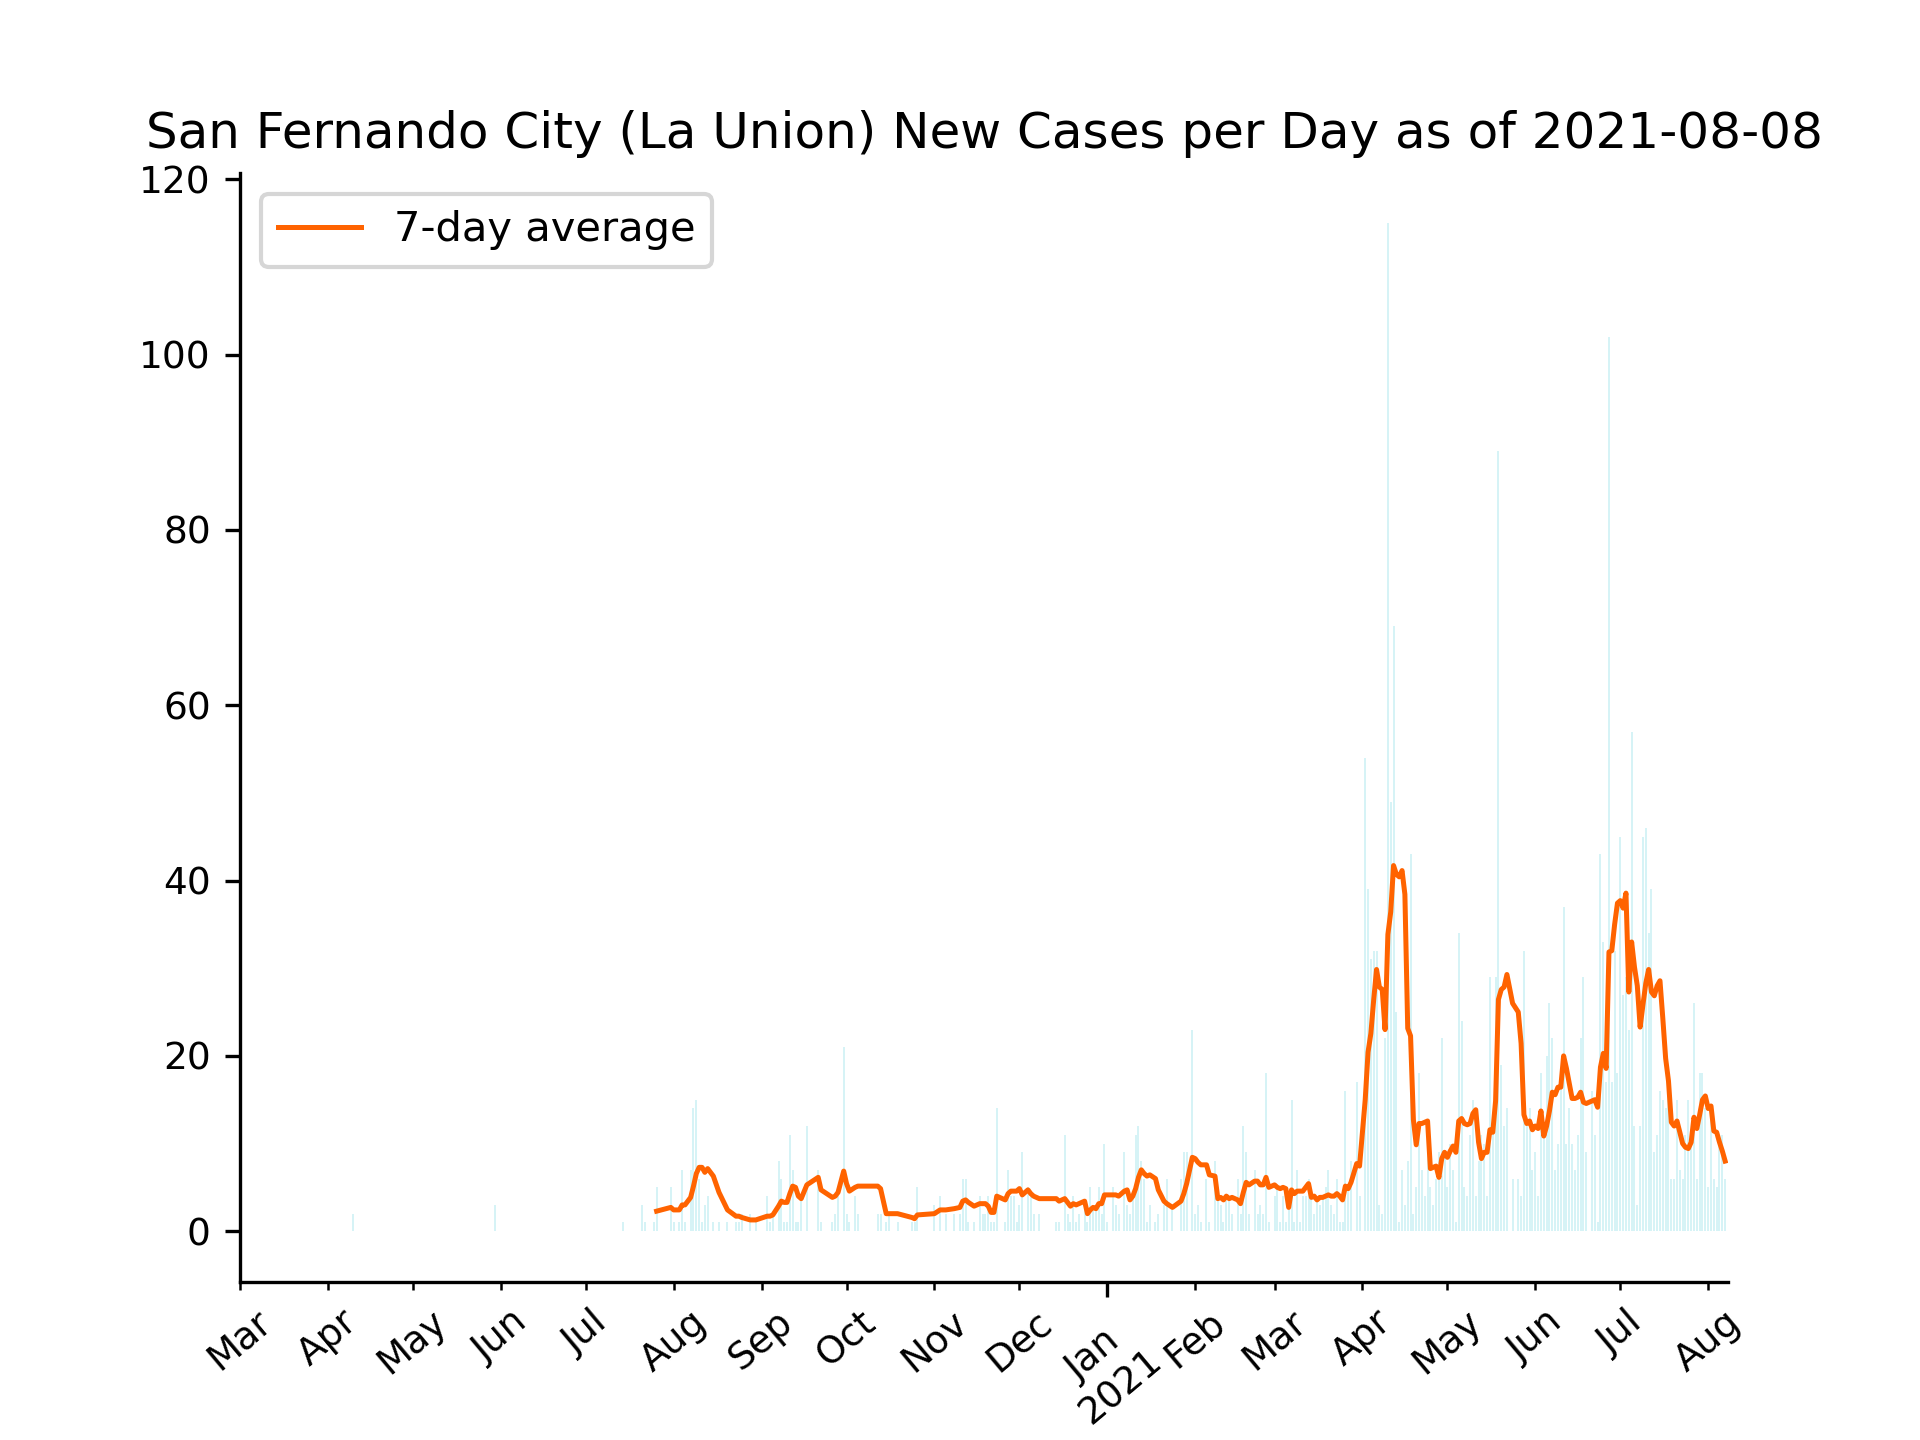 San Fernando City (La Union) New Cases per Day as of 2021-08-08
120
7-day average
100
80
60
40
20
0
Mar Apr May Jun Jul Aug Sep Oct Nov Dec Jan Feb Mar Apr May Jun Jul Aug
2021